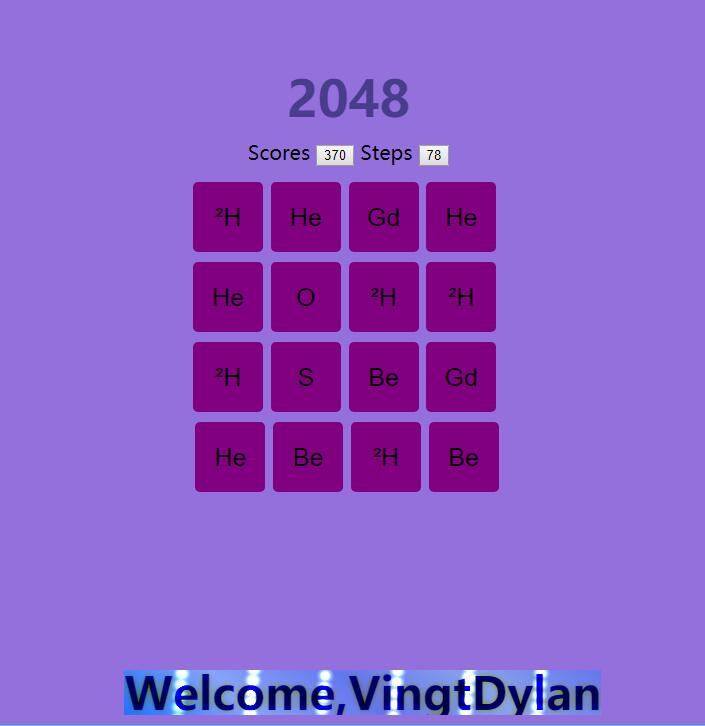 2048
Scores 370 Steps 78
²H He Gd He
He O ²H ²H
²H S Be Gd
He Be ²H Be
Welcome,VingtDylan